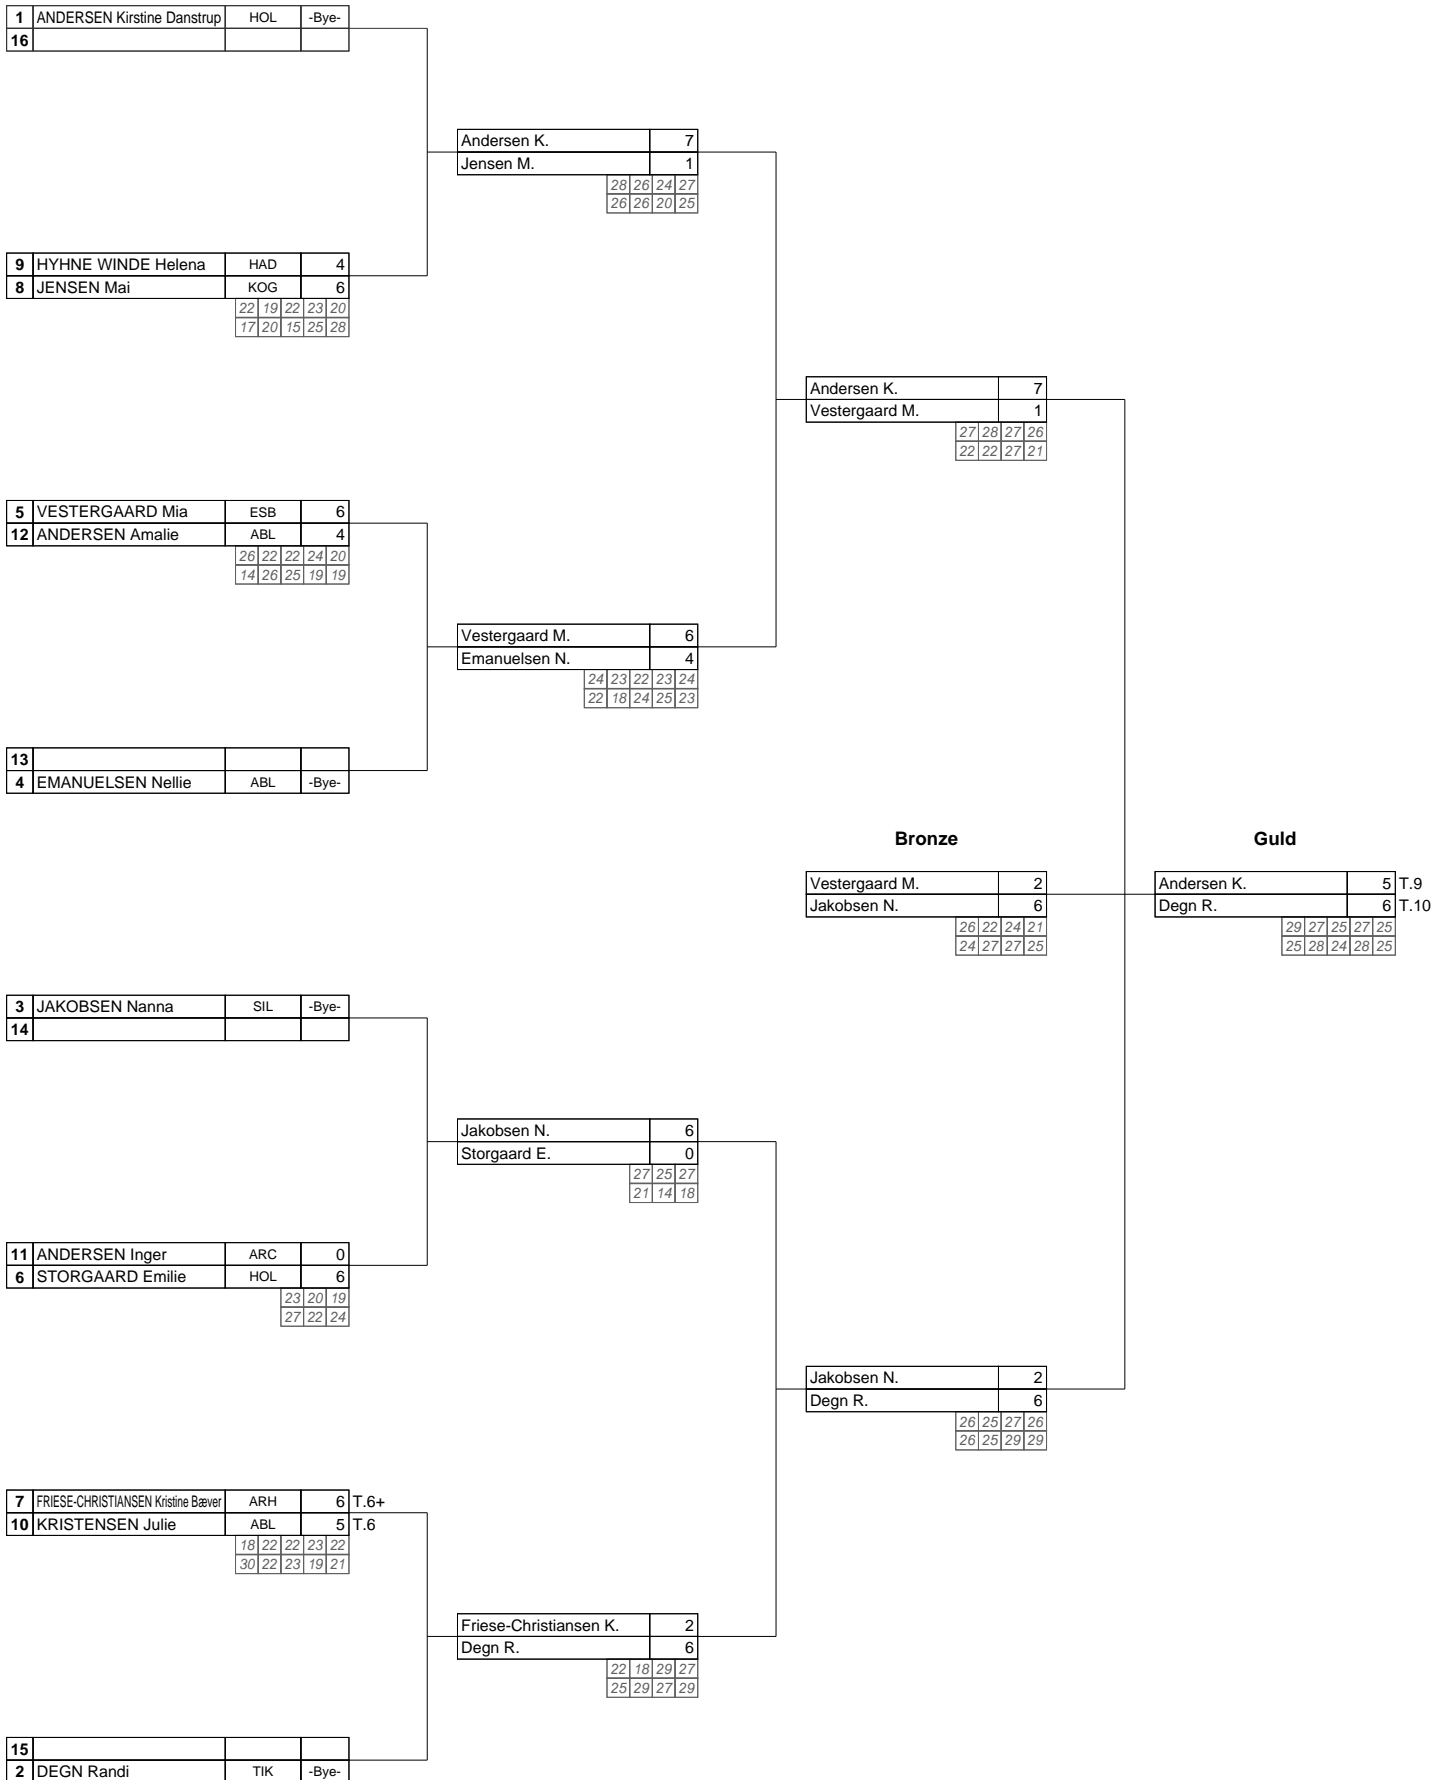 1 ANDERSEN Kirstine Danstrup HOL -Bye-
16
Andersen K. 7
Jensen M. 1
28 26 24 27
26 26 20 25
9 HYHNE WINDE Helena HAD 4
8 JENSEN Mai KOG 6
22 19 22 23 20
17 20 15 25 28
Andersen K. 7
Vestergaard M. 1
27 28 27 26
22 22 27 21
5 VESTERGAARD Mia ESB 6
12 ANDERSEN Amalie ABL 4
26 22 22 24 20
14 26 25 19 19
Vestergaard M. 6
Emanuelsen N. 4
24 23 22 23 24
22 18 24 25 23
13
4 EMANUELSEN Nellie ABL -Bye-
Bronze Guld
Vestergaard M. 2 Andersen K. 5 T.9
Jakobsen N. 6 Degn R. 6 T.10
26 22 24 21 29 27 25 27 25
24 27 27 25 25 28 24 28 25
3 JAKOBSEN Nanna SIL -Bye-
14
Jakobsen N. 6
Storgaard E. 0
27 25 27
21 14 18
11 ANDERSEN Inger ARC 0
6 STORGAARD Emilie HOL 6
23 20 19
27 22 24
Jakobsen N. 2
Degn R. 6
26 25 27 26
26 25 29 29
7 FRIESE-CHRISTIANSEN Kristine Bæver ARH 6 T.6+
10 KRISTENSEN Julie ABL 5 T.6
18 22 22 23 22
30 22 23 19 21
Friese-Christiansen K. 2
Degn R. 6
22 18 29 27
25 29 27 29
15
2 DEGN Randi TIK -Bye-